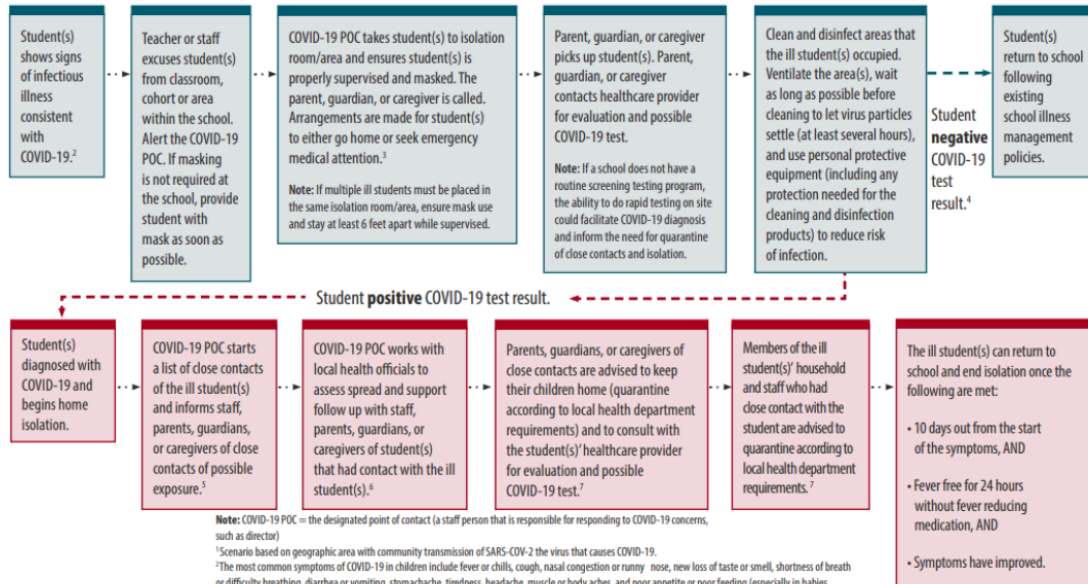 Student(s)
shows signs
of infectious
illness
consistent
with
COVID-19.²
Teacher or staff
excuses student(s)
from classroom,
cohort or area
within the school.
Alert the COVID-19
POC. If masking
is not required at
the school, provide
student with
mask as soon as
possible.
COVID-19 POC takes student(s) to isolation
room/area and ensures student(s) is
properly supervised and masked. The
parent, guardian, or caregiver is called.
Arrangements are made for student(s)
to either go home or seek emergency
medical attention.³
Note: If multiple ill students must be placed in
the same isolation room/area, ensure mask use
and stay at least 6 feet apart while supervised.
Parent, guardian, or caregiver
picks up student(s). Parent,
guardian, or caregiver
contacts healthcare provider
for evaluation and possible
COVID-19 test.
Note: If a school does not have a
routine screening testing program,
the ability to do rapid testing on site
could facilitate COVID-19 diagnosis
and inform the need for quarantine
of close contacts and isolation.
Clean and disinfect areas that
the ill student(s) occupied.
Ventilate the area(s), wait
as long as possible before
cleaning to let virus particles
settle (at least several hours),
and use personal protective
equipment (including any
protection needed for the
cleaning and disinfection
products) to reduce risk
of infection.
Student
negative
COVID-19
test
result.⁴
Student(s)
return to school
following
existing
school illness
management
policies.
Student positive COVID-19 test result.
Student(s)
diagnosed with
COVID-19 and
begins home
isolation.
COVID-19 POC starts
a list of close contacts
of the ill student(s)
and informs staff,
parents, guardians,
or caregivers of close
contacts of possible
exposure.⁵
COVID-19 POC works with
local health officials to
assess spread and support
follow up with staff,
parents, guardians, or
caregivers of student(s)
that had contact with the ill
student(s).⁶
Parents, guardians, or caregivers of
close contacts are advised to keep
their children home (quarantine
according to local health department
requirements) and to consult with
the student(s)' healthcare provider
for evaluation and possible
COVID-19 test.⁷
Members of the ill
student(s)' household
and staff who had
close contact with the
student are advised to
quarantine according to
local health department
requirements.⁷
The ill student(s) can return to
school and end isolation once the
following are met:
• 10 days out from the start
of the symptoms, AND
• Fever free for 24 hours
without fever reducing
medication, AND
• Symptoms have improved.
Note: COVID-19 POC = the designated point of contact (a staff person that is responsible for responding to COVID-19 concerns,
such as director)
¹Scenario based on geographic area with community transmission of SARS-COV-2 the virus that causes COVID-19.
²The most common symptoms of COVID-19 in children include fever or chills, cough, nasal congestion or runny nose, new loss of taste or smell, shortness of breath
or difficulty breathing, diarrhea or vomiting, stomachache, tiredness, headache, muscle or body aches, and poor appetite or poor feeding (especially in babies